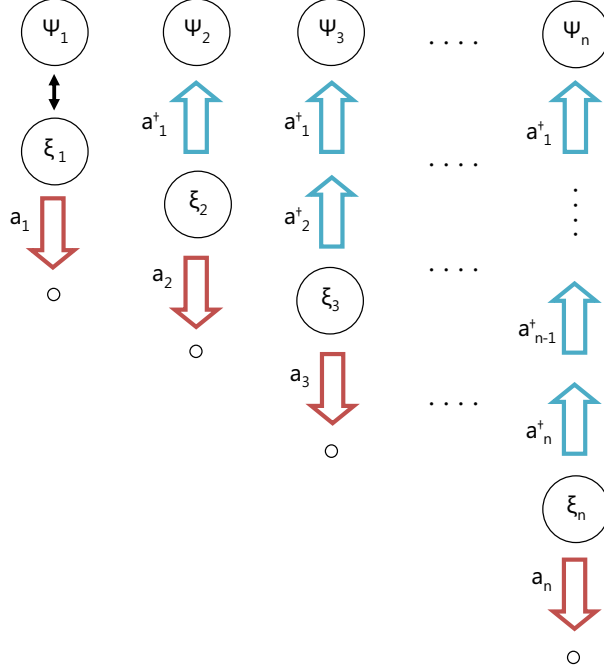 Ψ₁ Ψ₂ Ψ₃ . . . . Ψₙ
a†₁ a†₁ a†₁
ξ₁ . . . .
ξ₂ a†₂
a₁ . . . .
a₂ ξ₃ a†ₙ₋₁
a₃ . . . . a†ₙ
ξₙ
aₙ